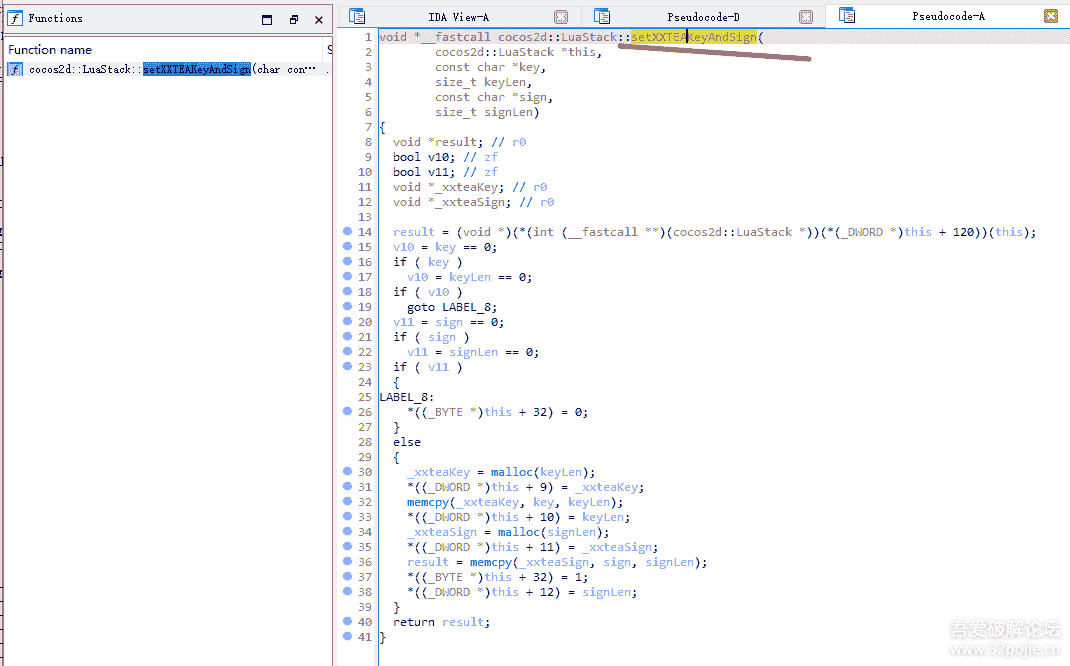 Functions
IDA View-A
Pseudocode-D
Pseudocode-A
Function name
S
f cocos2d::LuaStack::setXXTEAKeyAndSign(char con… .
1 void *__fastcall cocos2d::LuaStack::setXXTEAKeyAndSign(
2 cocos2d::LuaStack *this,
3 const char *key,
4 size_t keyLen,
5 const char *sign,
6 size_t signLen)
7 {
8 void *result; // r0
9 bool v10; // zf
10 bool v11; // zf
11 void *_xxteaKey; // r0
12 void *_xxteaSign; // r0
13
14 result = (void *)(*(int (__fastcall **)(cocos2d::LuaStack *))(*(_DWORD *)this + 120))(this);
15 v10 = key == 0;
16 if ( key )
17 v10 = keyLen == 0;
18 if ( v10 )
19 goto LABEL_8;
20 v11 = sign == 0;
21 if ( sign )
22 v11 = signLen == 0;
23 if ( v11 )
24 {
25 LABEL_8:
26 *((_BYTE *)this + 32) = 0;
27 }
28 else
29 {
30 _xxteaKey = malloc(keyLen);
31 *((_DWORD *)this + 9) = _xxteaKey;
32 memcpy(_xxteaKey, key, keyLen);
33 *((_DWORD *)this + 10) = keyLen;
34 _xxteaSign = malloc(signLen);
35 *((_DWORD *)this + 11) = _xxteaSign;
36 result = memcpy(_xxteaSign, sign, signLen);
37 *((_BYTE *)this + 32) = 1;
38 *((_DWORD *)this + 12) = signLen;
39 }
40 return result;
41 }
吾爱破解论坛
www.52pojie.cn